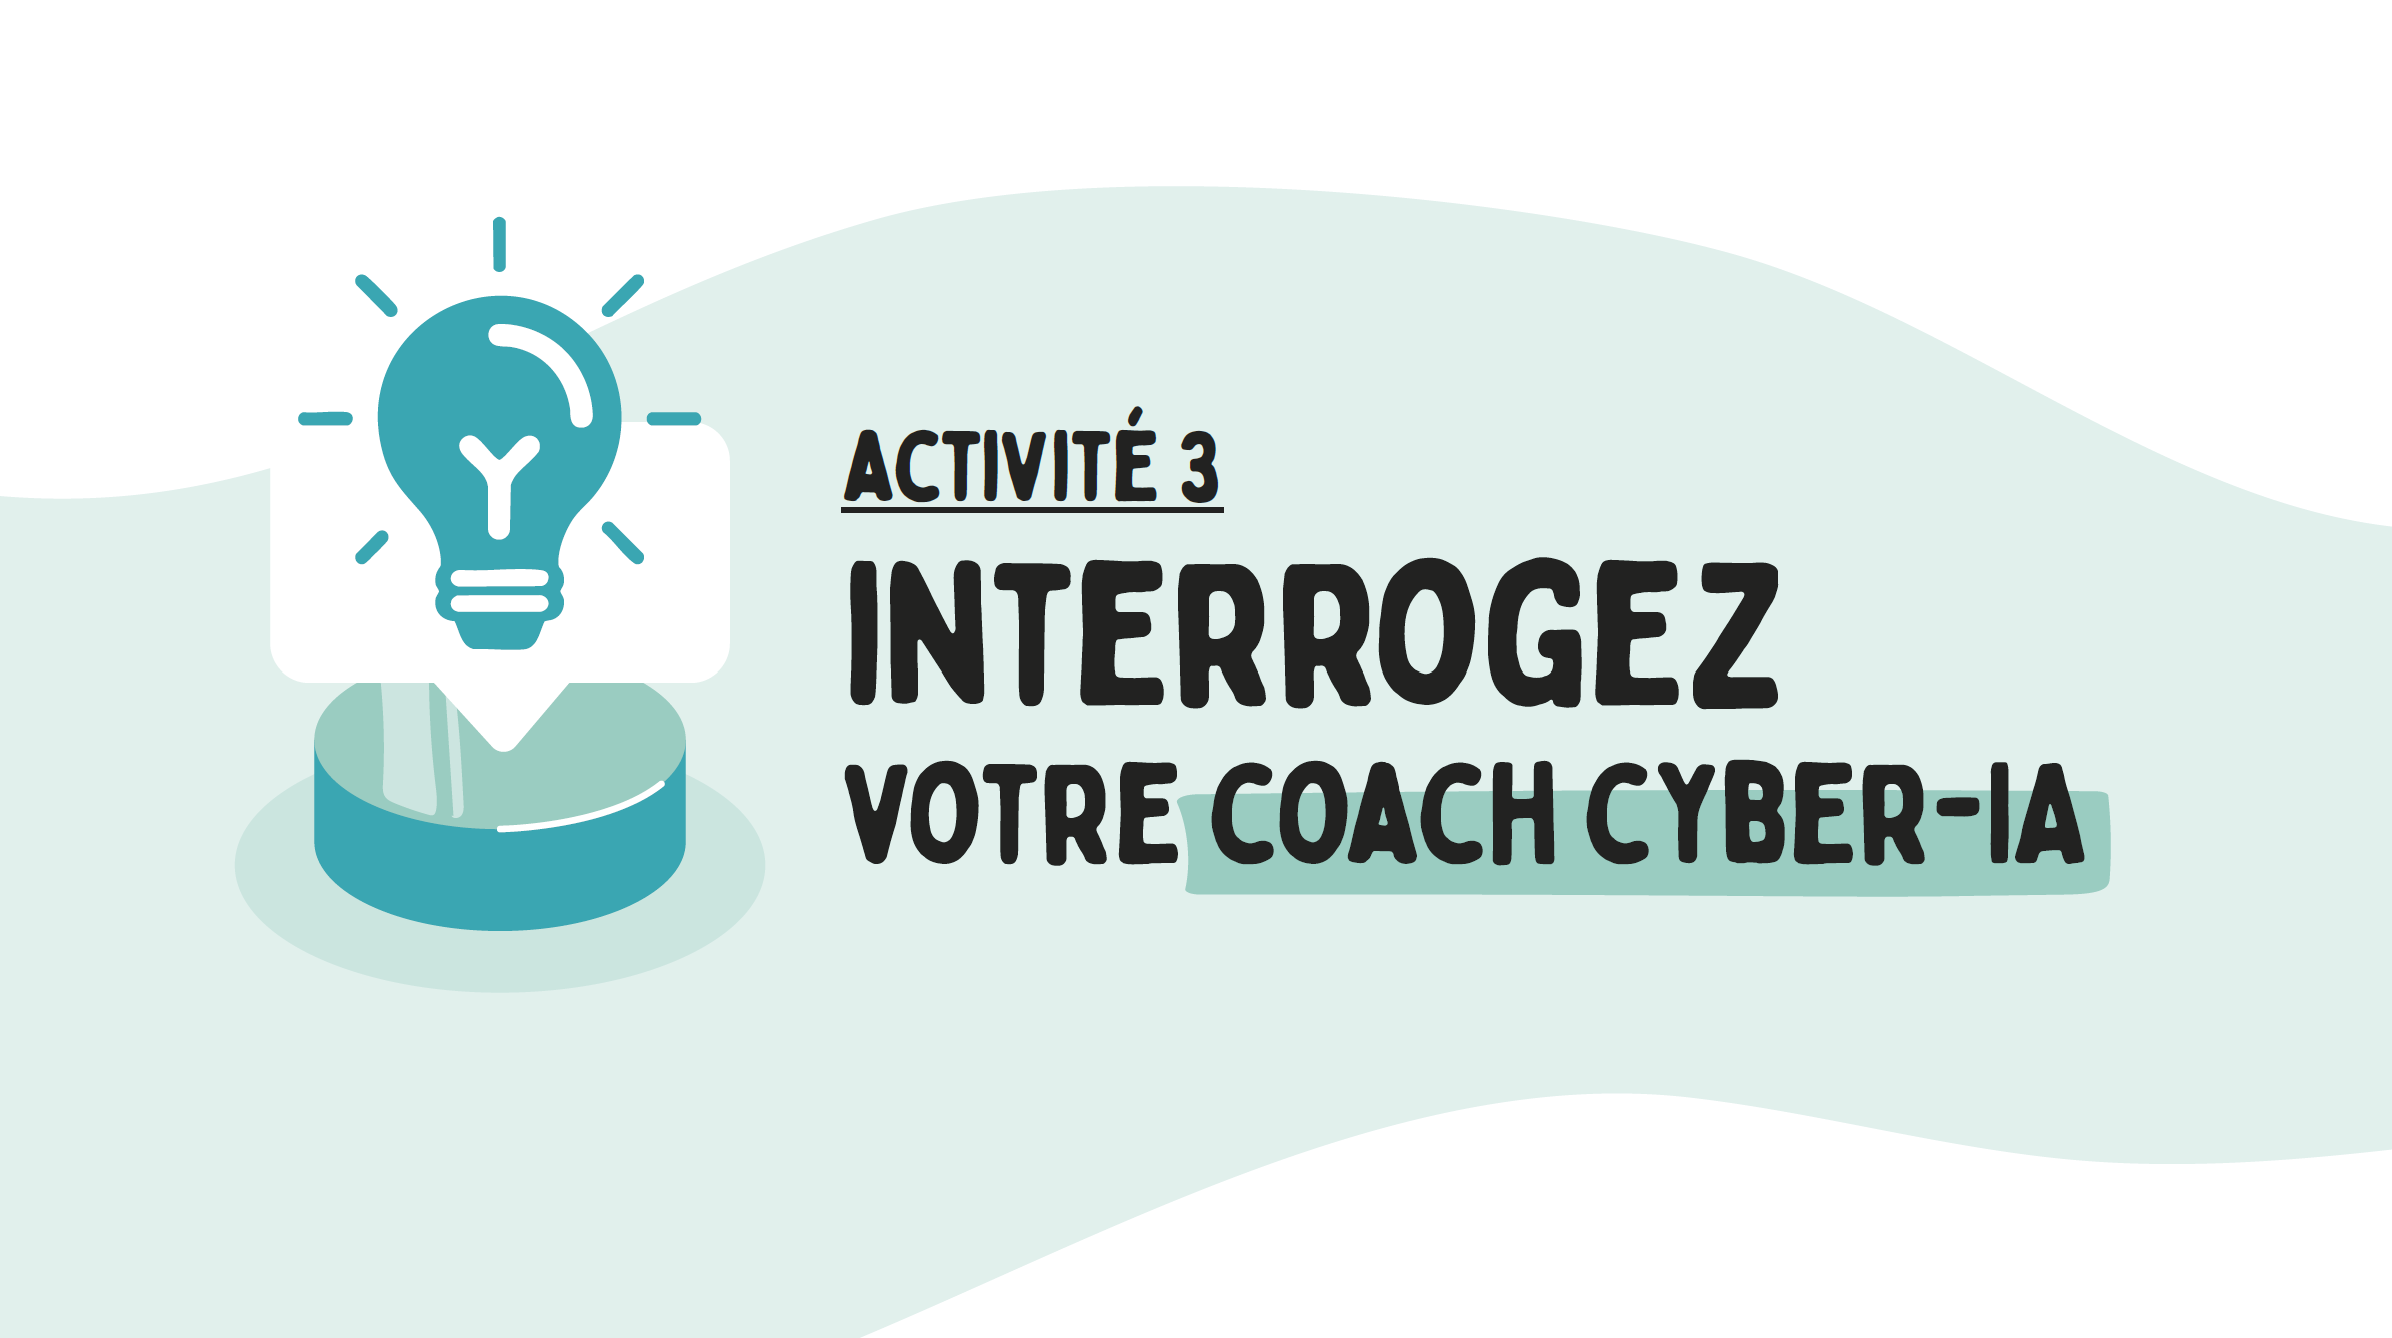 ACTIVITÉ 3
INTERROGEZ
VOTRE COACH CYBER-IA